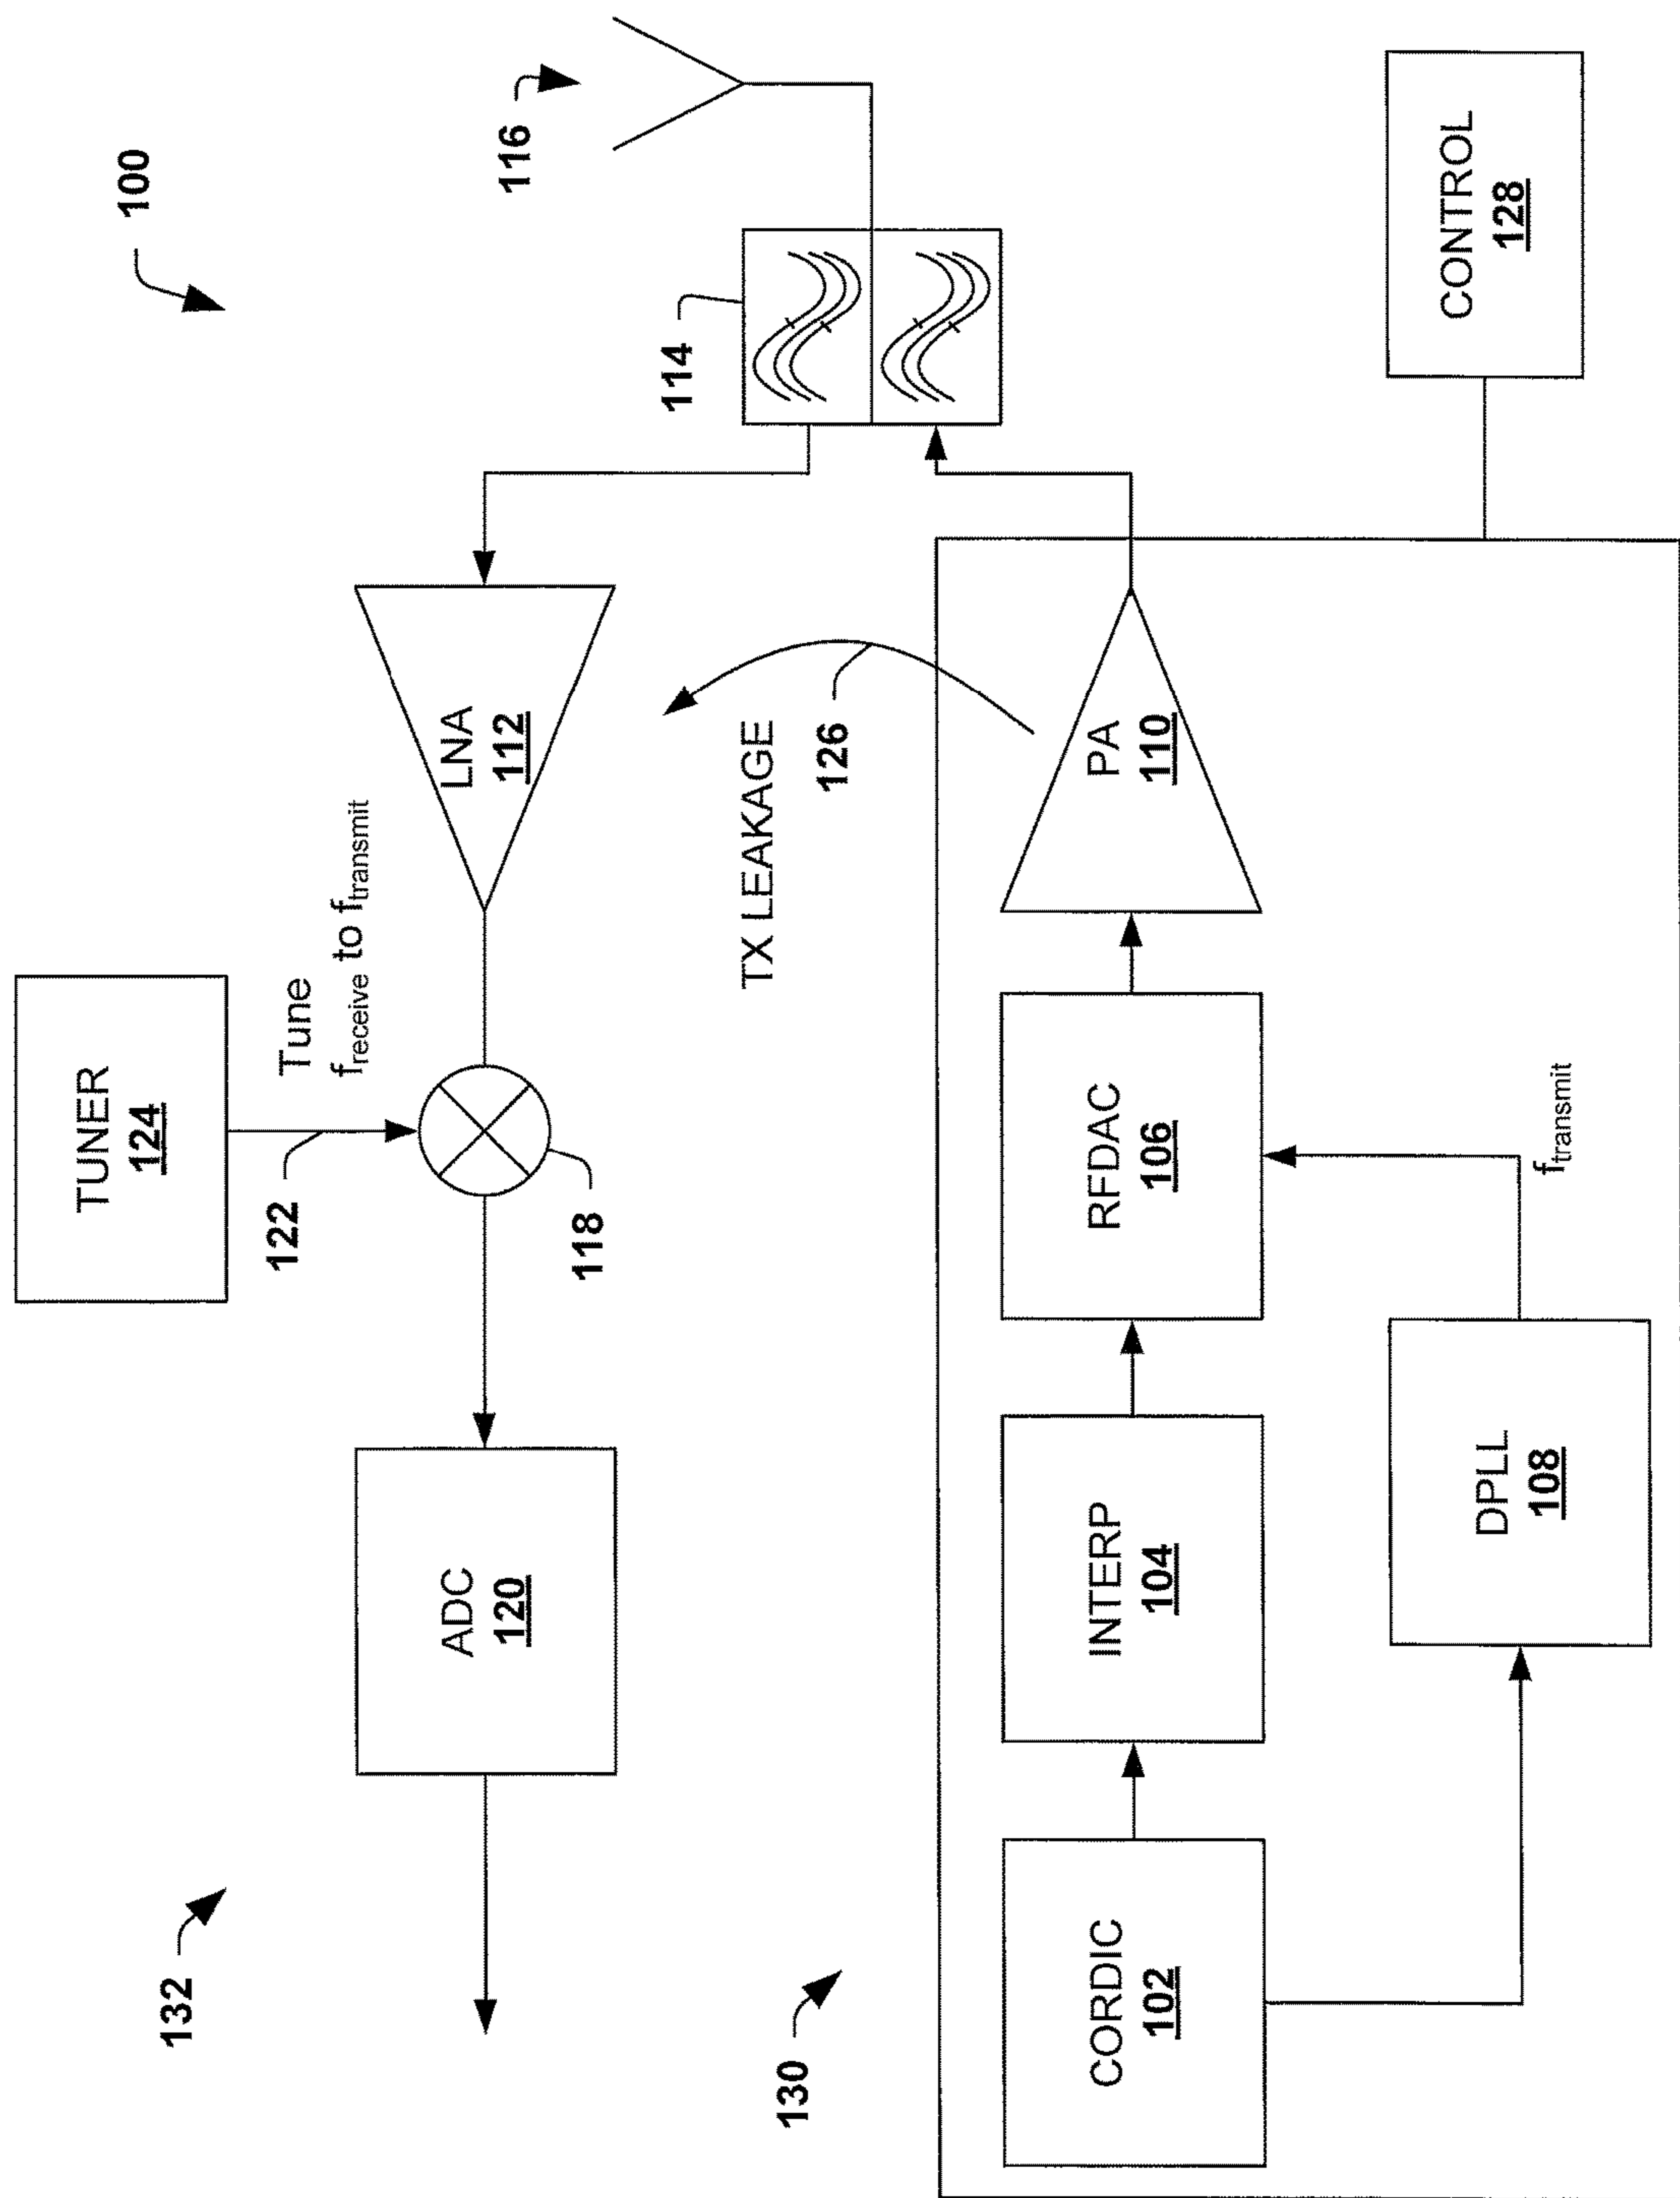 100
132
TUNER
124
122
Tune
f_receive to f_transmit
116
114
ADC
120
118
LNA
112
TX LEAKAGE
126
130
CORDIC
102
INTERP
104
RFDAC
106
PA
110
DPLL
108
f_transmit
CONTROL
128